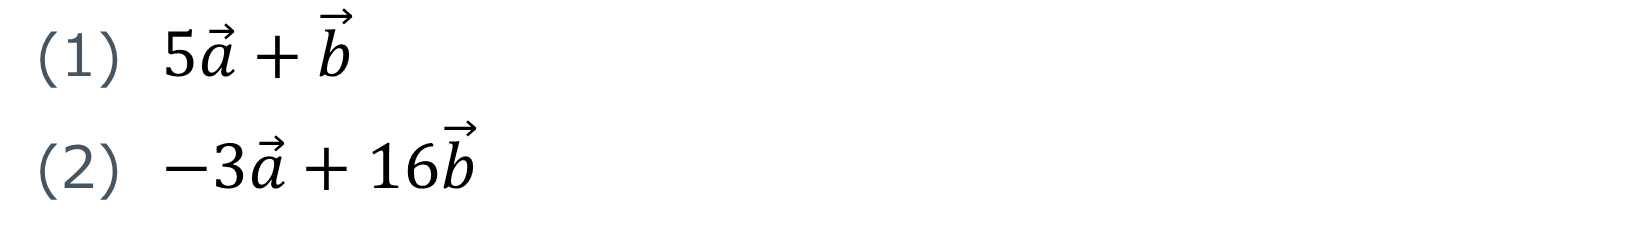 (1) 5a⃗ + b⃗
(2) −3a⃗ + 16b⃗